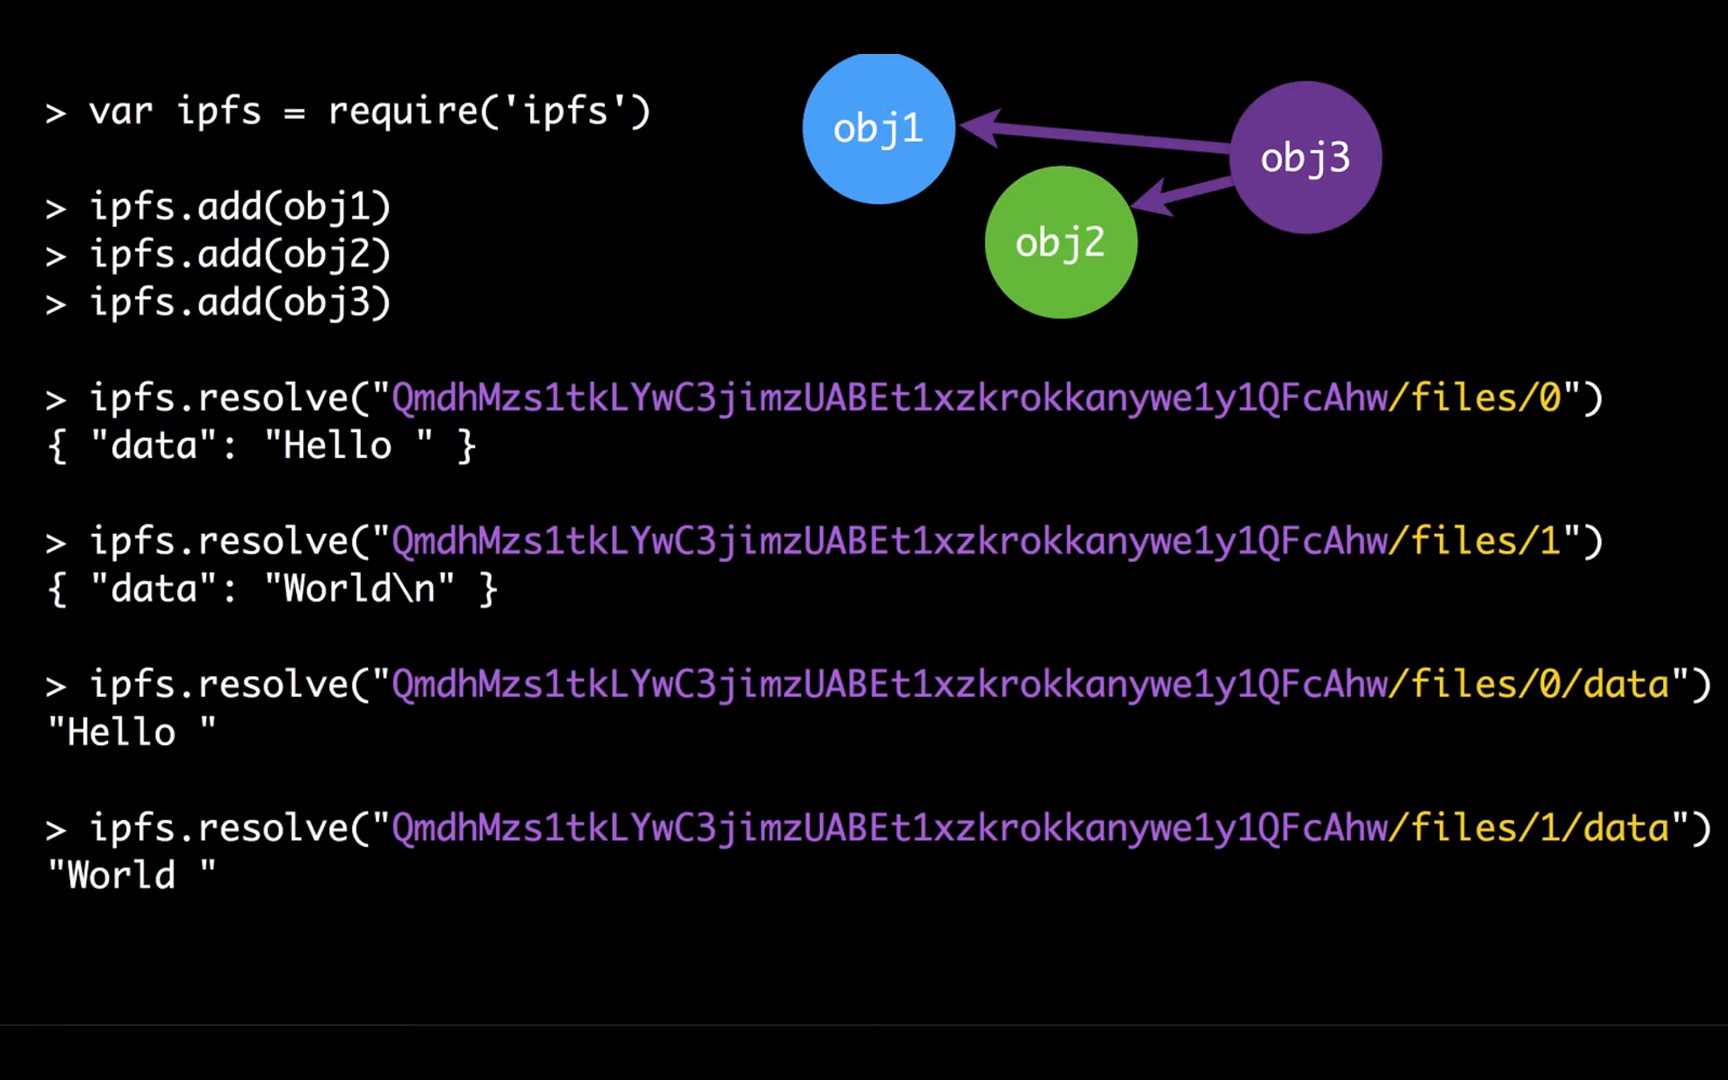 > var ipfs = require('ipfs')
obj1
obj3
obj2
> ipfs.add(obj1)
> ipfs.add(obj2)
> ipfs.add(obj3)
> ipfs.resolve("QmdhMzs1tkLYwC3jimzUABEt1xzkrokkanywe1y1QFcAhw/files/0")
{ "data": "Hello " }
> ipfs.resolve("QmdhMzs1tkLYwC3jimzUABEt1xzkrokkanywe1y1QFcAhw/files/1")
{ "data": "World\n" }
> ipfs.resolve("QmdhMzs1tkLYwC3jimzUABEt1xzkrokkanywe1y1QFcAhw/files/0/data")
"Hello "
> ipfs.resolve("QmdhMzs1tkLYwC3jimzUABEt1xzkrokkanywe1y1QFcAhw/files/1/data")
"World "